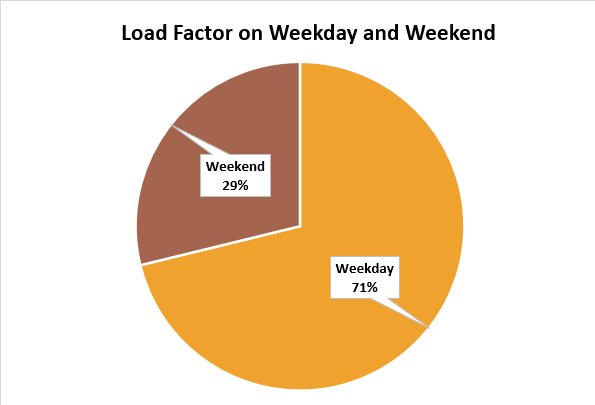 Load Factor on Weekday and Weekend
Weekend
29%
Weekday
71%